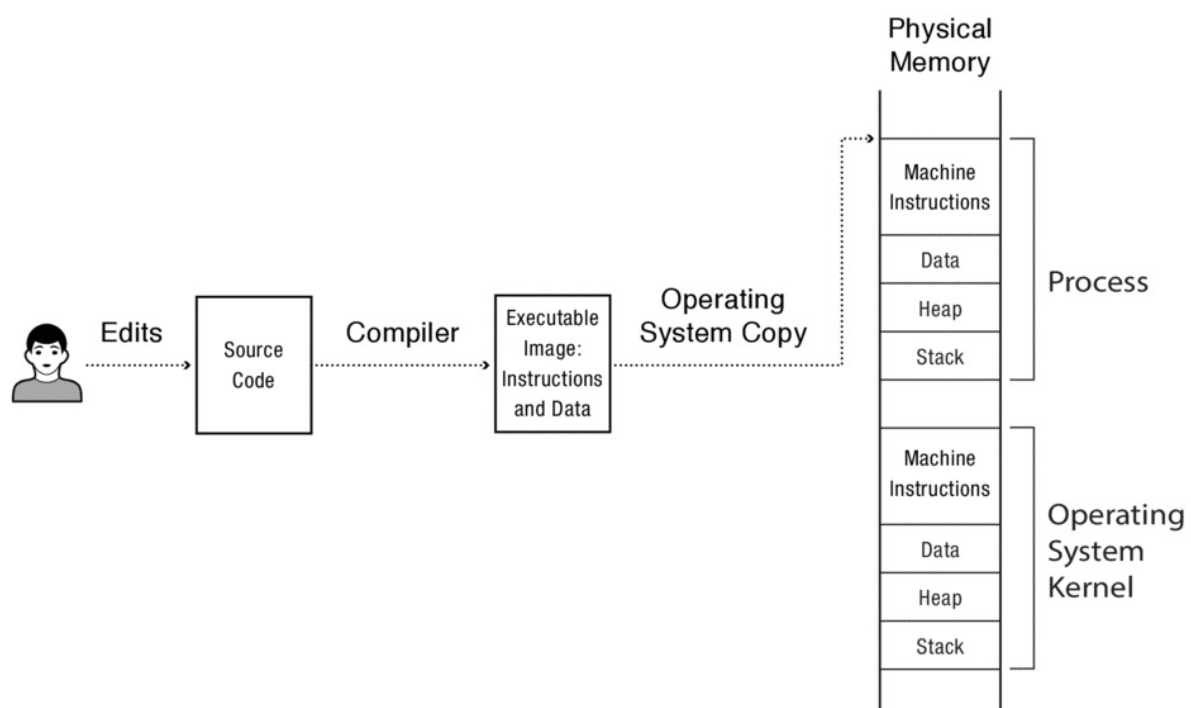 Physical
Memory
Edits
Source
Code
Compiler
Executable
Image:
Instructions
and Data
Operating
System Copy
Machine
Instructions
Data
Heap
Stack
Process
Machine
Instructions
Data
Heap
Stack
Operating
System
Kernel